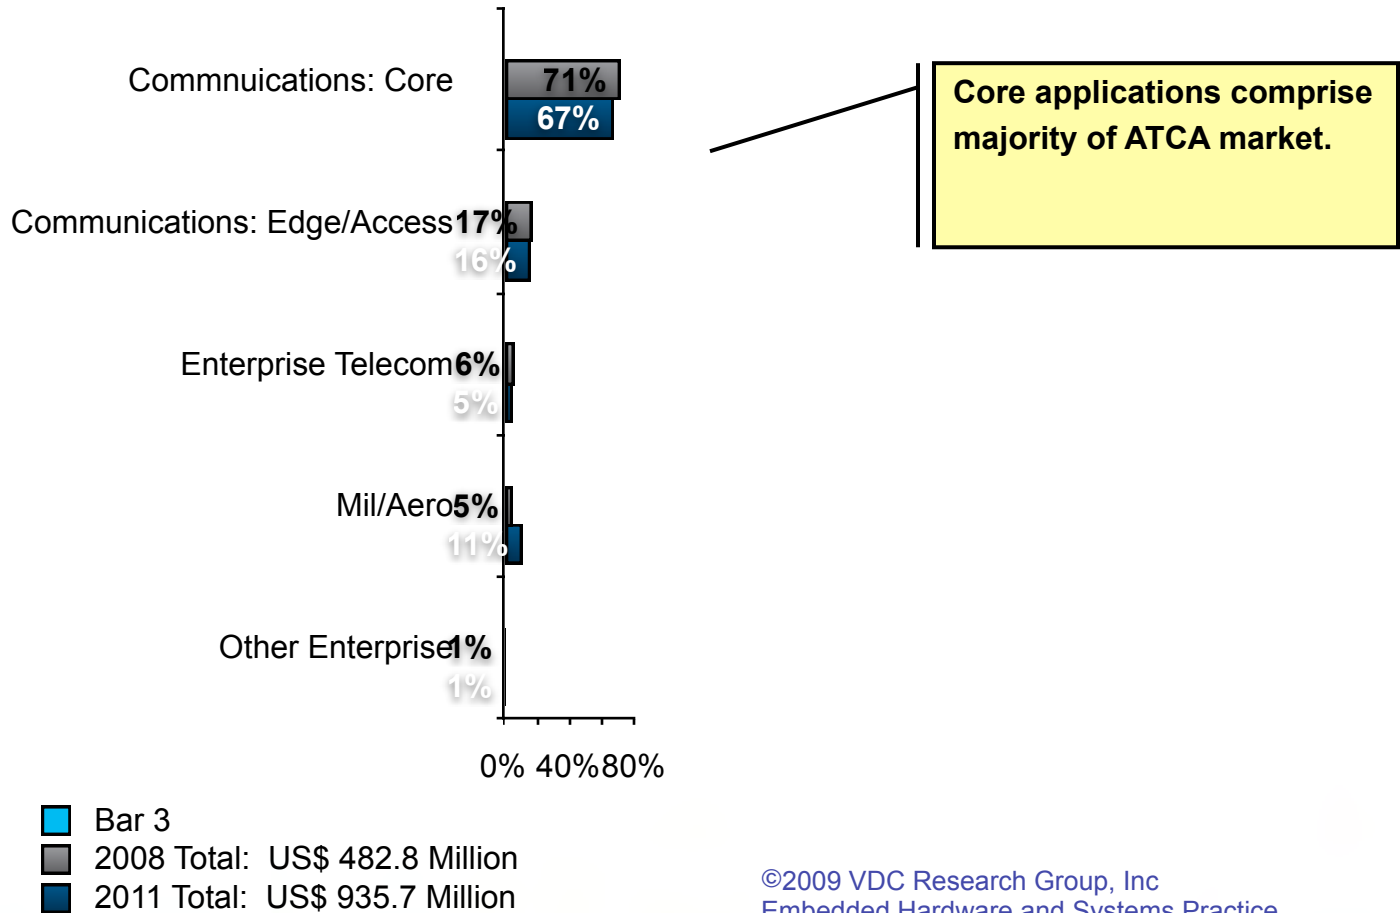 Commnuications: Core
71%
67%
Core applications comprise
majority of ATCA market.
Communications: Edge/Access
17%
16%
Enterprise Telecom
6%
5%
Mil/Aero
5%
11%
Other Enterprise
1%
1%
0% 40% 80%
Bar 3
2008 Total: US$ 482.8 Million
2011 Total: US$ 935.7 Million
©2009 VDC Research Group, Inc
Embedded Hardware and Systems Practice